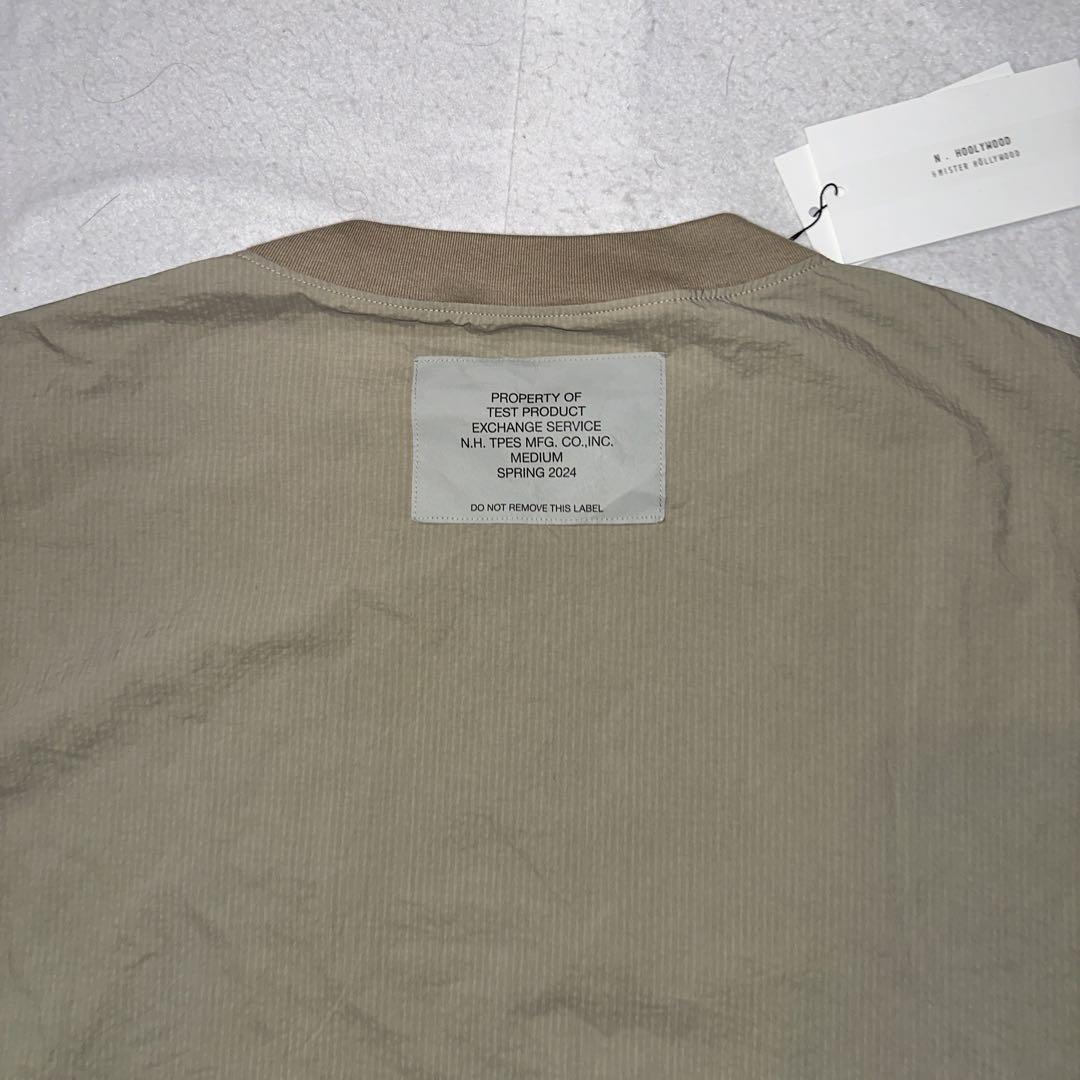 N. HOOLYWOOD
MISTER HOLLYWOOD
PROPERTY OF
TEST PRODUCT
EXCHANGE SERVICE
N.H. TPES MFG. CO.,INC.
MEDIUM
SPRING 2024
DO NOT REMOVE THIS LABEL